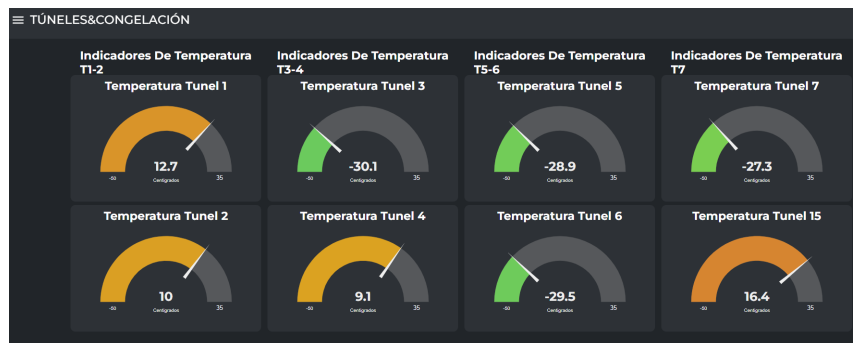 TÚNELES&CONGELACIÓN
Indicadores De Temperatura
T1-2
Temperatura Tunel 1
12.7
Centigrados
-50
35
Temperatura Tunel 2
10
Centigrados
-50
35
Indicadores De Temperatura
T3-4
Temperatura Tunel 3
-30.1
Centigrados
-50
35
Temperatura Tunel 4
9.1
Centigrados
-50
35
Indicadores De Temperatura
T5-6
Temperatura Tunel 5
-28.9
Centigrados
-50
35
Temperatura Tunel 6
-29.5
Centigrados
-50
35
Indicadores De Temperatura
T7
Temperatura Tunel 7
-27.3
Centigrados
-50
35
Temperatura Tunel 15
16.4
Centigrados
-50
35